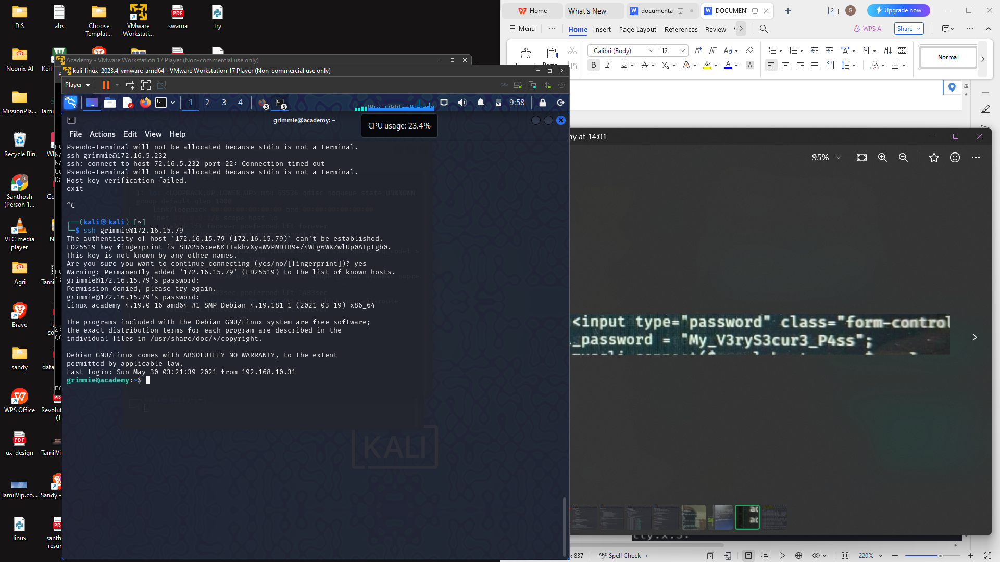 DIS
abs
Choose
Templat...
VMware
Workstati...
swarna
try
Neonix AI
Keil u
MissionPla...
Tami
Recycle Bin
WP
Santhosh
(Person 1...
Co
VLC media
player
N
Agri
Tami
Brave
u
co
sandy
data
WPS Office
Revolut
(1
ux-design
TamilVi
TamilVip.co...
Sandy -
linux
santh
resur
Academy - VMware Workstation 17 Player (Non-commercial use only)
kali-linux-2023.4-vmware-amd64 - VMware Workstation 17 Player (Non-commercial use only)
Player
1 2 3 4
3
5
9:58
grimmie@academy: ~
CPU usage: 23.4%
File Actions Edit View Help
Pseudo-terminal will not be allocated because stdin is not a terminal.
ssh grimmie@172.16.5.232
ssh: connect to host 72.16.5.232 port 22: Connection timed out
Pseudo-terminal will not be allocated because stdin is not a terminal.
Host key verification failed.
exit
^C
┌──(kali㉿kali)-[~]
└─$ ssh grimmie@172.16.15.79
The authenticity of host '172.16.15.79 (172.16.15.79)' can't be established.
ED25519 key fingerprint is SHA256:eeNKTTakhvXyaWVPMDTB9+/4WEg6WKZwlUp0ATptgb0.
This key is not known by any other names.
Are you sure you want to continue connecting (yes/no/[fingerprint])? yes
Warning: Permanently added '172.16.15.79' (ED25519) to the list of known hosts.
grimmie@172.16.15.79's password:
Permission denied, please try again.
grimmie@172.16.15.79's password:
Linux academy 4.19.0-16-amd64 #1 SMP Debian 4.19.181-1 (2021-03-19) x86_64
The programs included with the Debian GNU/Linux system are free software;
the exact distribution terms for each program are described in the
individual files in /usr/share/doc/*/copyright.
Debian GNU/Linux comes with ABSOLUTELY NO WARRANTY, to the extent
permitted by applicable law.
Last login: Sun May 30 03:21:39 2021 from 192.168.10.31
grimmie@academy:~$
KALI
Home
What's New
documenta
DOCUMENT
2
S
Upgrade now
Menu
Home Insert Page Layout References Review
WPS AI
Share
Calibri (Body)
12
Normal
ay at 14:01
95%
<input type="password" class="form-control
_password = "My_V3ryS3cur3_P4ss";
tty.x.5.
s: 837
Spell Check
220%